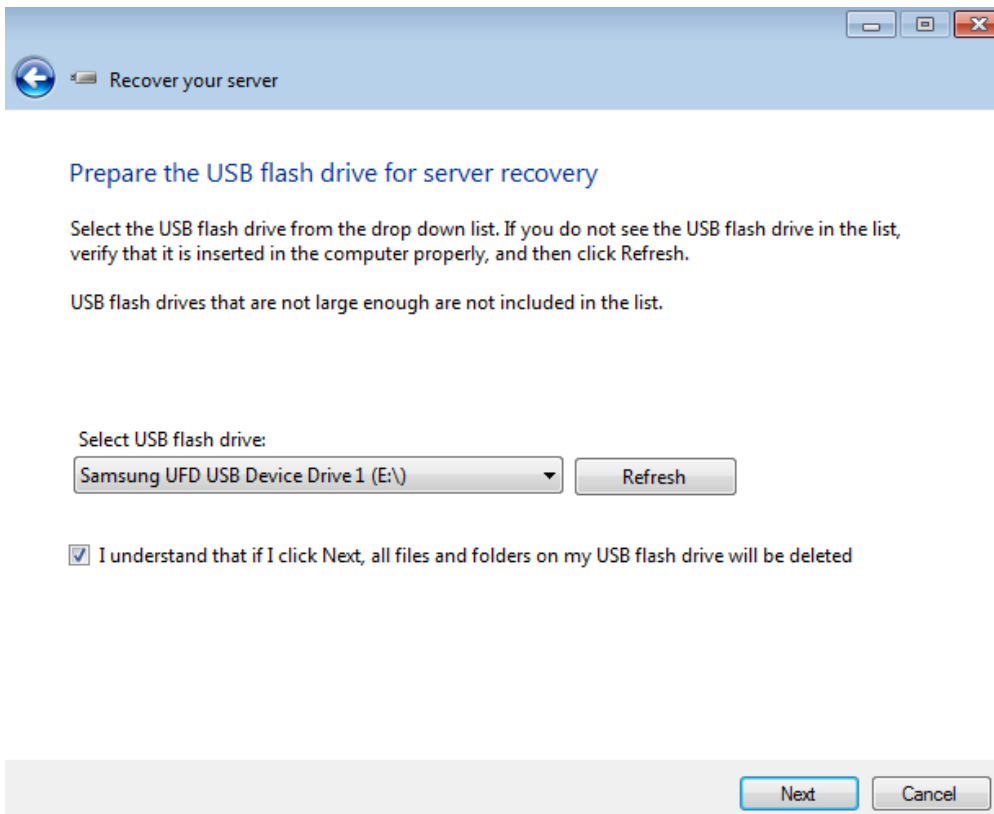 Recover your server
Prepare the USB flash drive for server recovery
Select the USB flash drive from the drop down list. If you do not see the USB flash drive in the list,
verify that it is inserted in the computer properly, and then click Refresh.
USB flash drives that are not large enough are not included in the list.
Select USB flash drive:
Samsung UFD USB Device Drive 1 (E:\)
Refresh
I understand that if I click Next, all files and folders on my USB flash drive will be deleted
Next
Cancel